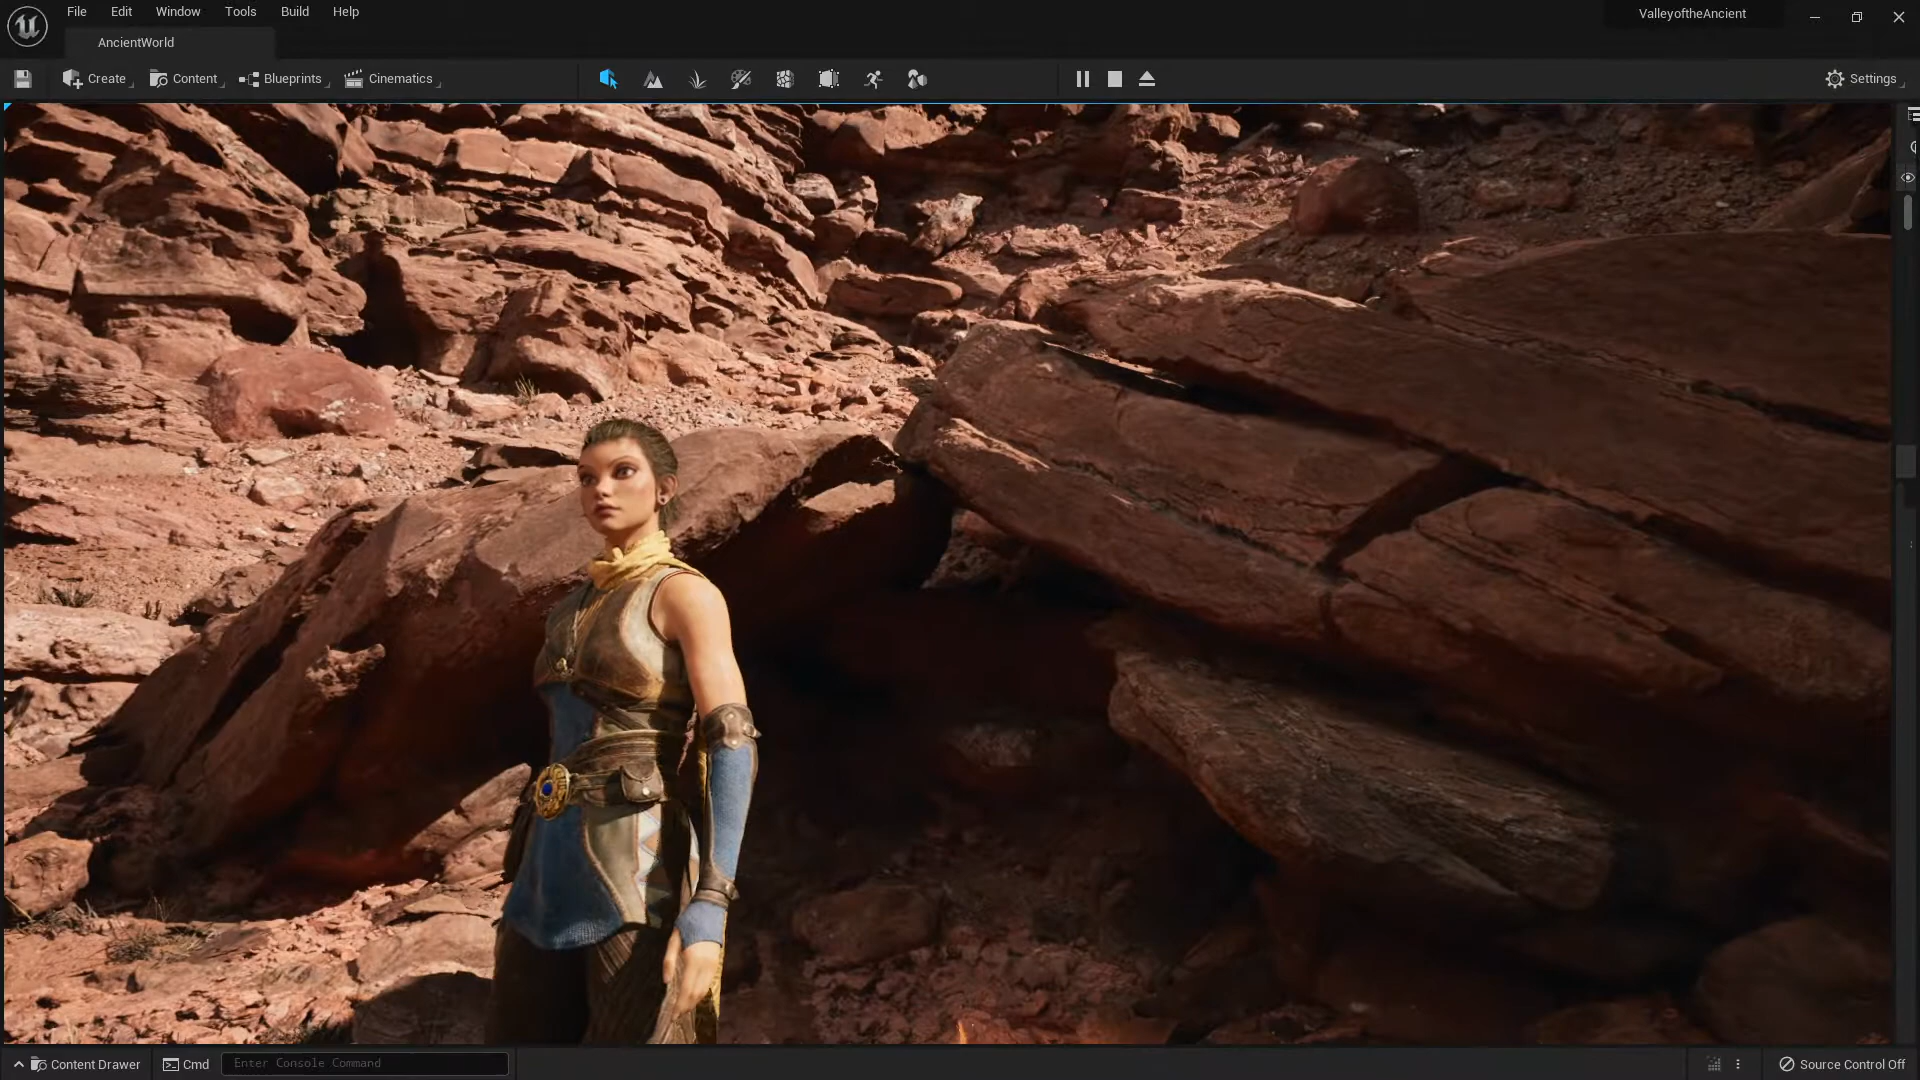 File Edit Window Tools Build Help
ValleyoftheAncient
AncientWorld
Create Content Blueprints Cinematics
Settings
Content Drawer Cmd Enter Console Command
Source Control Off